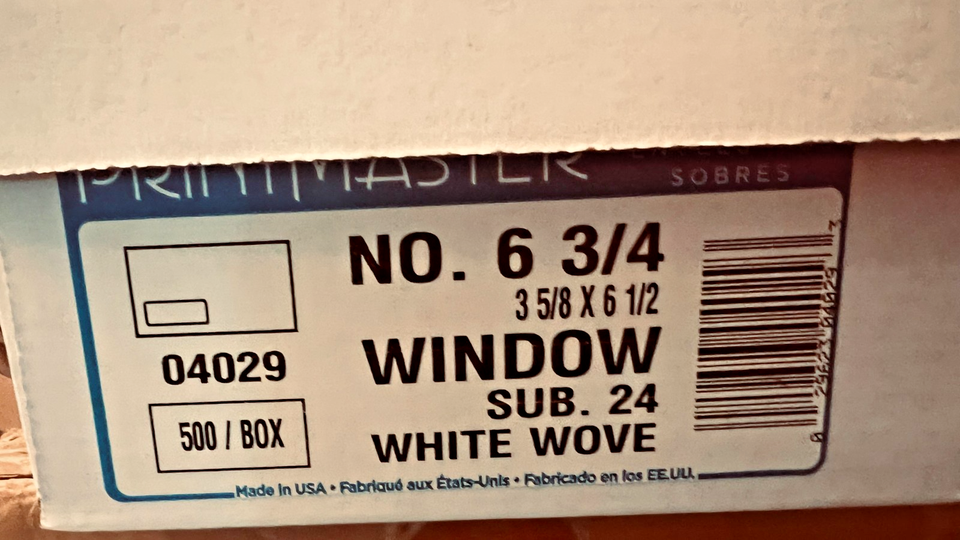 PRINTMASTER
SOBRES
NO. 6 3/4
3 5/8 X 6 1/2
WINDOW
SUB. 24
WHITE WOVE
04029
500 / BOX
Made in USA • Fabriqué aux États-Unis • Fabricado en los EE.UU.